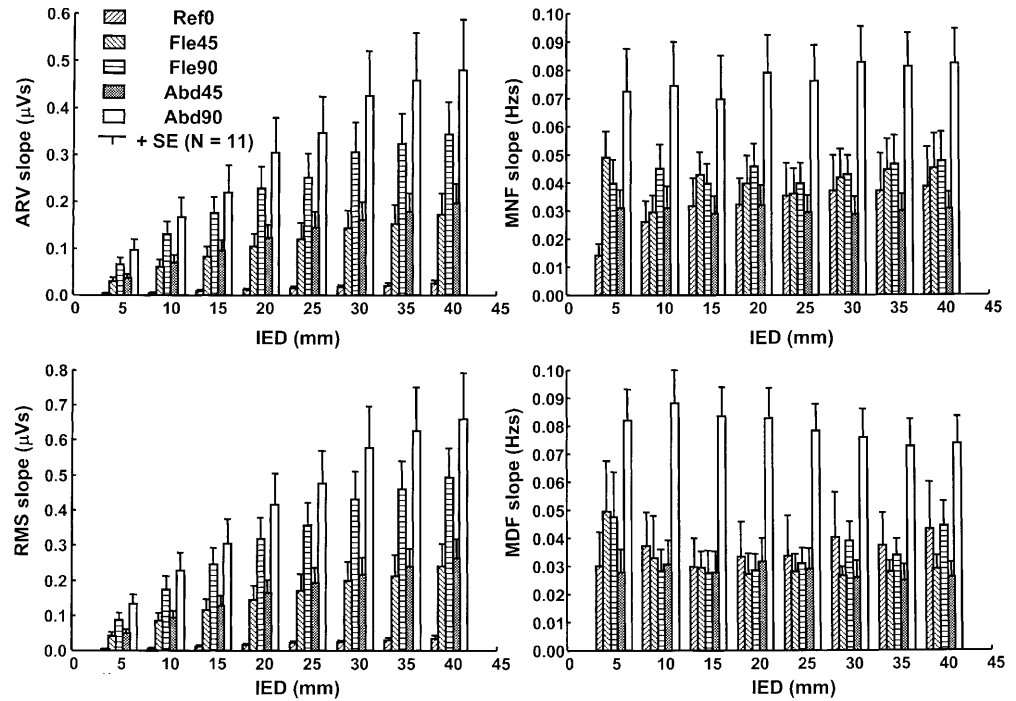 ARV slope (μVs)
0.6
0.5
0.4
0.3
0.2
0.1
0.0
Ref0
Fle45
Fle90
Abd45
Abd90
+ SE (N = 11)
0 5 10 15 20 25 30 35 40 45
IED (mm)
MNF slope (Hzs)
0.10
0.09
0.08
0.07
0.06
0.05
0.04
0.03
0.02
0.01
0.00
0 5 10 15 20 25 30 35 40 45
IED (mm)
RMS slope (μVs)
0.8
0.7
0.6
0.5
0.4
0.3
0.2
0.1
0.0
0 5 10 15 20 25 30 35 40 45
IED (mm)
MDF slope (Hzs)
0.10
0.09
0.08
0.07
0.06
0.05
0.04
0.03
0.02
0.01
0.00
0 5 10 15 20 25 30 35 40 45
IED (mm)